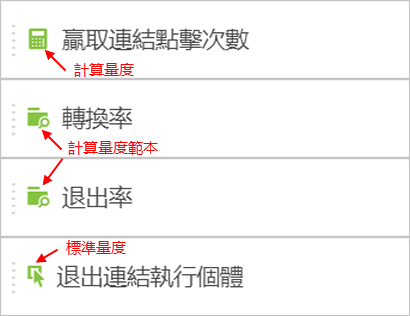 贏取連結點擊次數
計算量度
轉換率
計算量度範本
退出率
標準量度
退出連結執行個體